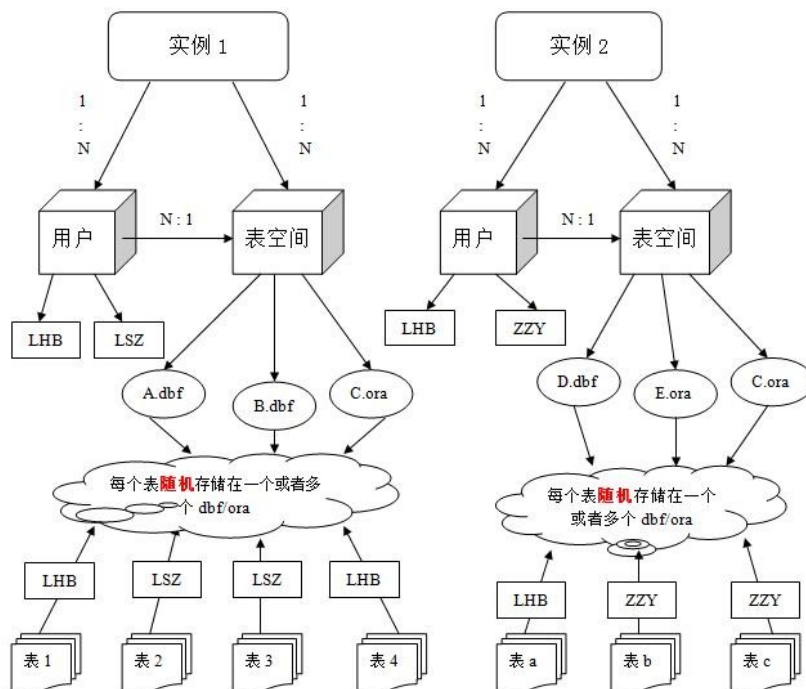 实例 1
1
:
N
1
:
N
用户
N : 1
表空间
LHB
LSZ
A.dbf
B.dbf
C.ora
每个表随机存储在一个或者多
个 dbf/ora
LHB
LSZ
LSZ
LHB
表 1
表 2
表 3
表 4
实例 2
1
:
N
1
:
N
用户
N : 1
表空间
LHB
ZZY
D.dbf
E.ora
C.ora
每个表随机存储在一个
或者多个 dbf/ora
LHB
ZZY
ZZY
表 a
表 b
表 c